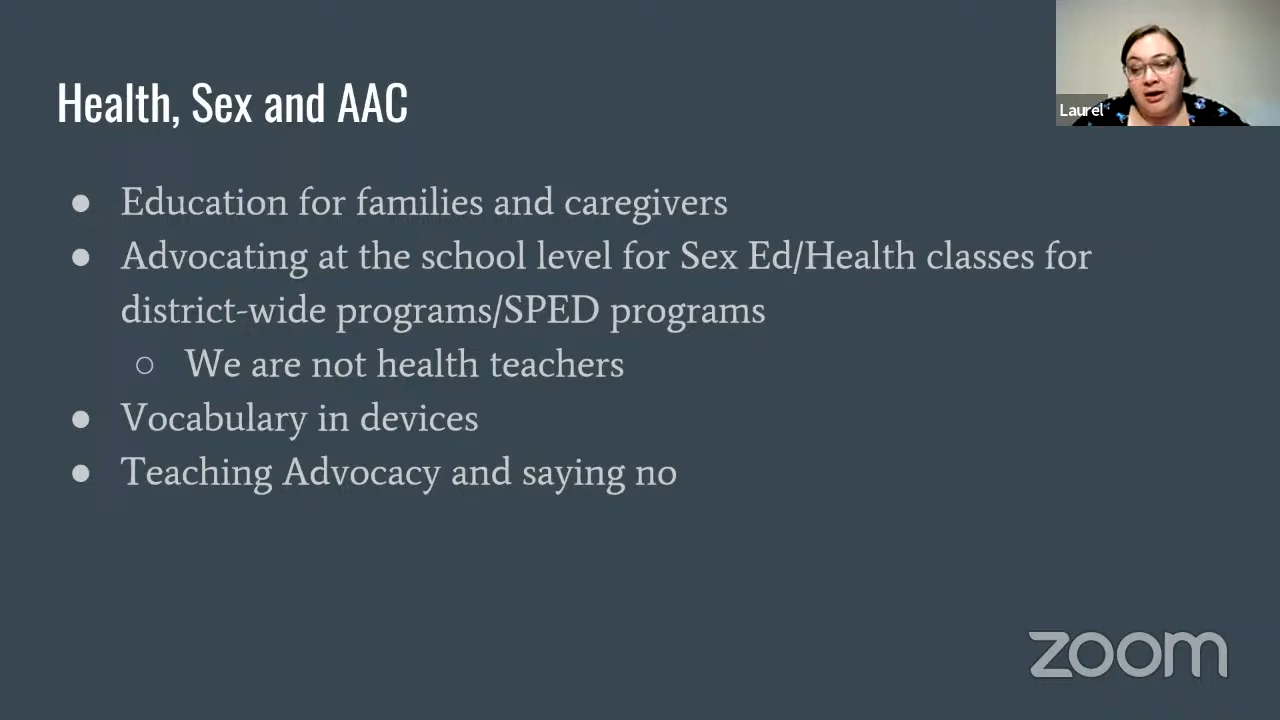 Health, Sex and AAC
Laurel
● Education for families and caregivers
● Advocating at the school level for Sex Ed/Health classes for
district-wide programs/SPED programs
○ We are not health teachers
● Vocabulary in devices
● Teaching Advocacy and saying no
zoom